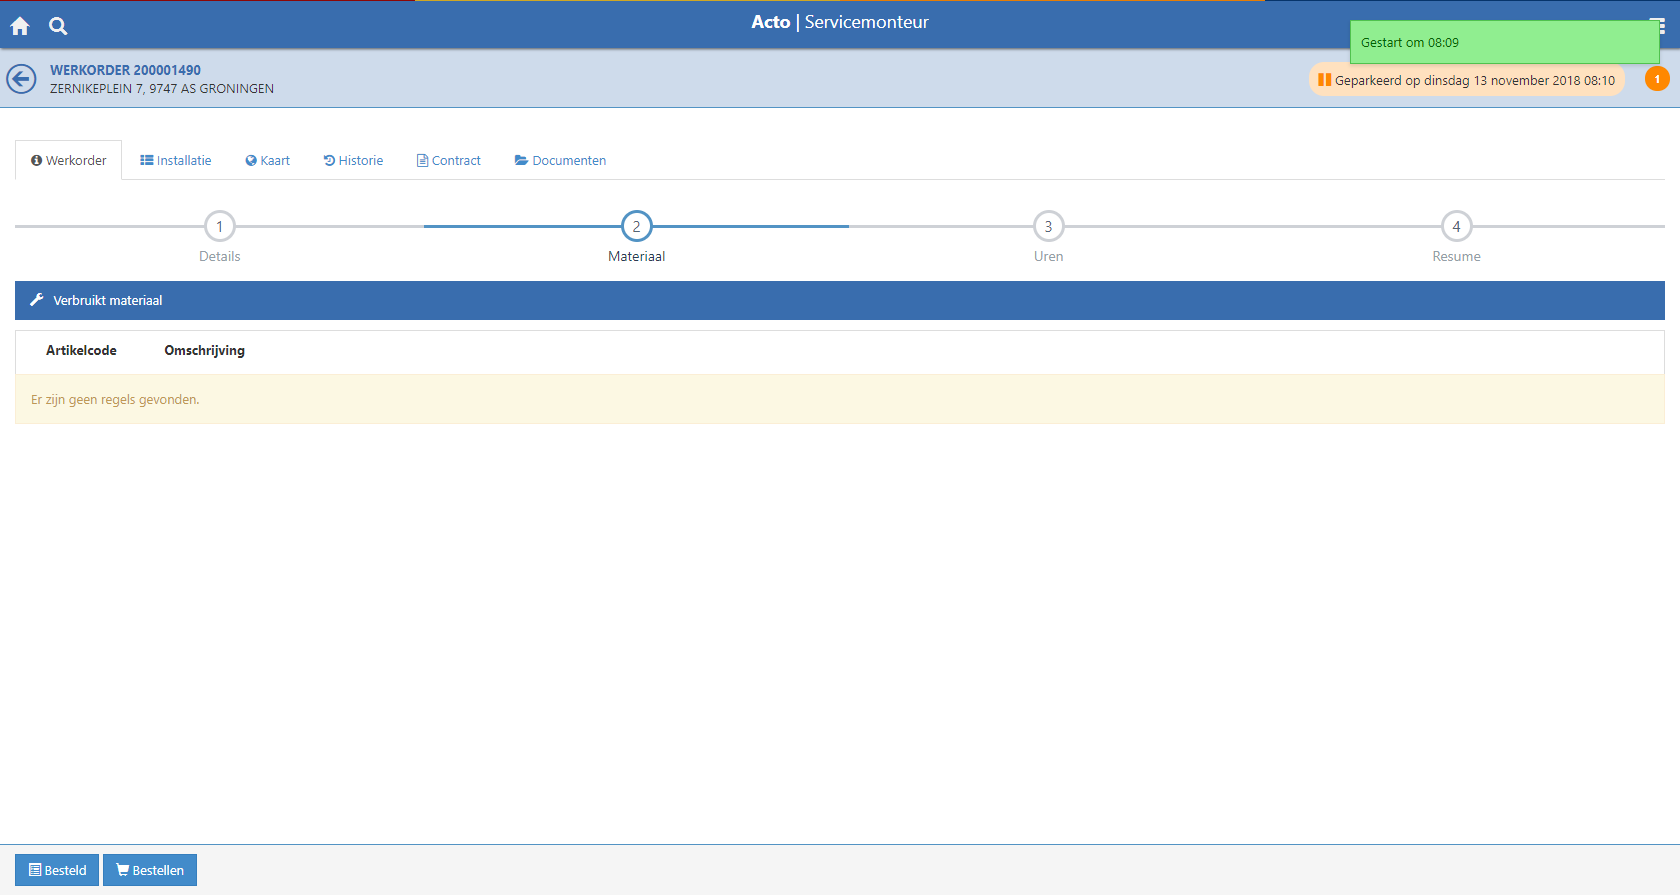 Acto | Servicemonteur
Gestart om 08:09
WERKORDER 200001490
ZERNIKEPLEIN 7, 9747 AS GRONINGEN
Geparkeerd op dinsdag 13 november 2018 08:10
1
Werkorder
Installatie
Kaart
Historie
Contract
Documenten
1
Details
2
Materiaal
3
Uren
4
Resume
Verbruikt materiaal
Artikelcode
Omschrijving
Er zijn geen regels gevonden.
Besteld
Bestellen